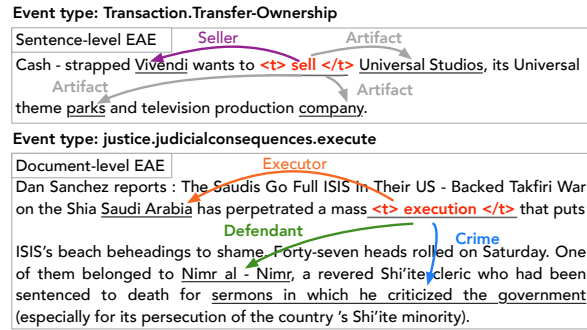 Event type: Transaction.Transfer-Ownership
Sentence-level EAE
Seller
Artifact
Cash - strapped Vivendi wants to <t> sell </t> Universal Studios, its Universal
Artifact
Artifact
theme parks and television production company.
Event type: justice.judicialconsequences.execute
Document-level EAE
Executor
Dan Sanchez reports : The Saudis Go Full ISIS in Their US - Backed Takfiri War
on the Shia Saudi Arabia has perpetrated a mass <t> execution </t> that puts
Defendant
Crime
ISIS's beach beheadings to shame. Forty-seven heads rolled on Saturday. One
of them belonged to Nimr al - Nimr, a revered Shi'ite cleric who had been
sentenced to death for sermons in which he criticized the government
(especially for its persecution of the country 's Shi'ite minority).